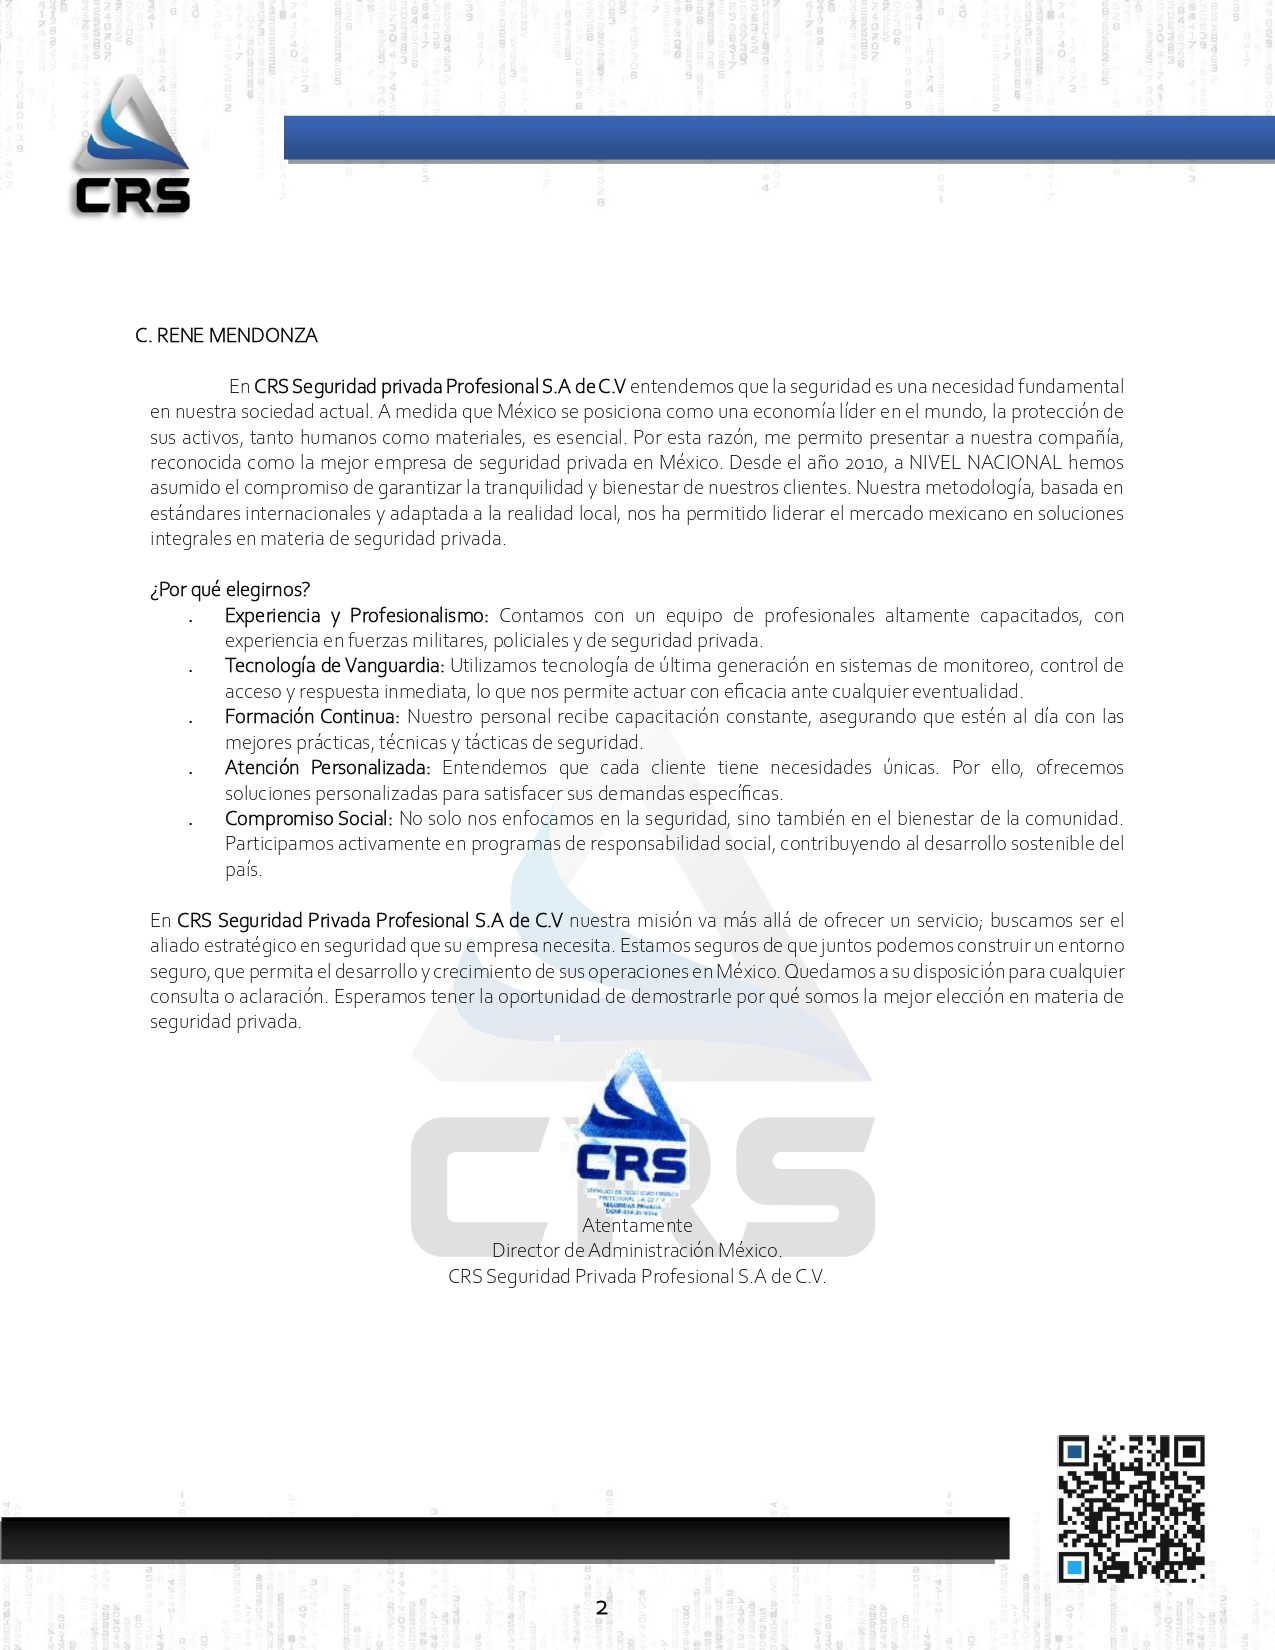 CRS
C. RENE MENDONZA
En CRS Seguridad privada Profesional S.A de C.V entendemos que la seguridad es una necesidad fundamental
en nuestra sociedad actual. A medida que México se posiciona como una economía líder en el mundo, la protección de
sus activos, tanto humanos como materiales, es esencial. Por esta razón, me permito presentar a nuestra compañía,
reconocida como la mejor empresa de seguridad privada en México. Desde el año 2010, a NIVEL NACIONAL hemos
asumido el compromiso de garantizar la tranquilidad y bienestar de nuestros clientes. Nuestra metodología, basada en
estándares internacionales y adaptada a la realidad local, nos ha permitido liderar el mercado mexicano en soluciones
integrales en materia de seguridad privada.
¿Por qué elegirnos?
. Experiencia y Profesionalismo: Contamos con un equipo de profesionales altamente capacitados, con
experiencia en fuerzas militares, policiales y de seguridad privada.
. Tecnología de Vanguardia: Utilizamos tecnología de última generación en sistemas de monitoreo, control de
acceso y respuesta inmediata, lo que nos permite actuar con eficacia ante cualquier eventualidad.
. Formación Continua: Nuestro personal recibe capacitación constante, asegurando que estén al día con las
mejores prácticas, técnicas y tácticas de seguridad.
. Atención Personalizada: Entendemos que cada cliente tiene necesidades únicas. Por ello, ofrecemos
soluciones personalizadas para satisfacer sus demandas específicas.
. Compromiso Social: No solo nos enfocamos en la seguridad, sino también en el bienestar de la comunidad.
Participamos activamente en programas de responsabilidad social, contribuyendo al desarrollo sostenible del
país.
En CRS Seguridad Privada Profesional S.A de C.V nuestra misión va más allá de ofrecer un servicio; buscamos ser el
aliado estratégico en seguridad que su empresa necesita. Estamos seguros de que juntos podemos construir un entorno
seguro, que permita el desarrollo y crecimiento de sus operaciones en México. Quedamos a su disposición para cualquier
consulta o aclaración. Esperamos tener la oportunidad de demostrarle por qué somos la mejor elección en materia de
seguridad privada.
CRS
CRS
SEGURIDAD PRIVADA
Atentamente
Director de Administración México.
CRS Seguridad Privada Profesional S.A de C.V.
2